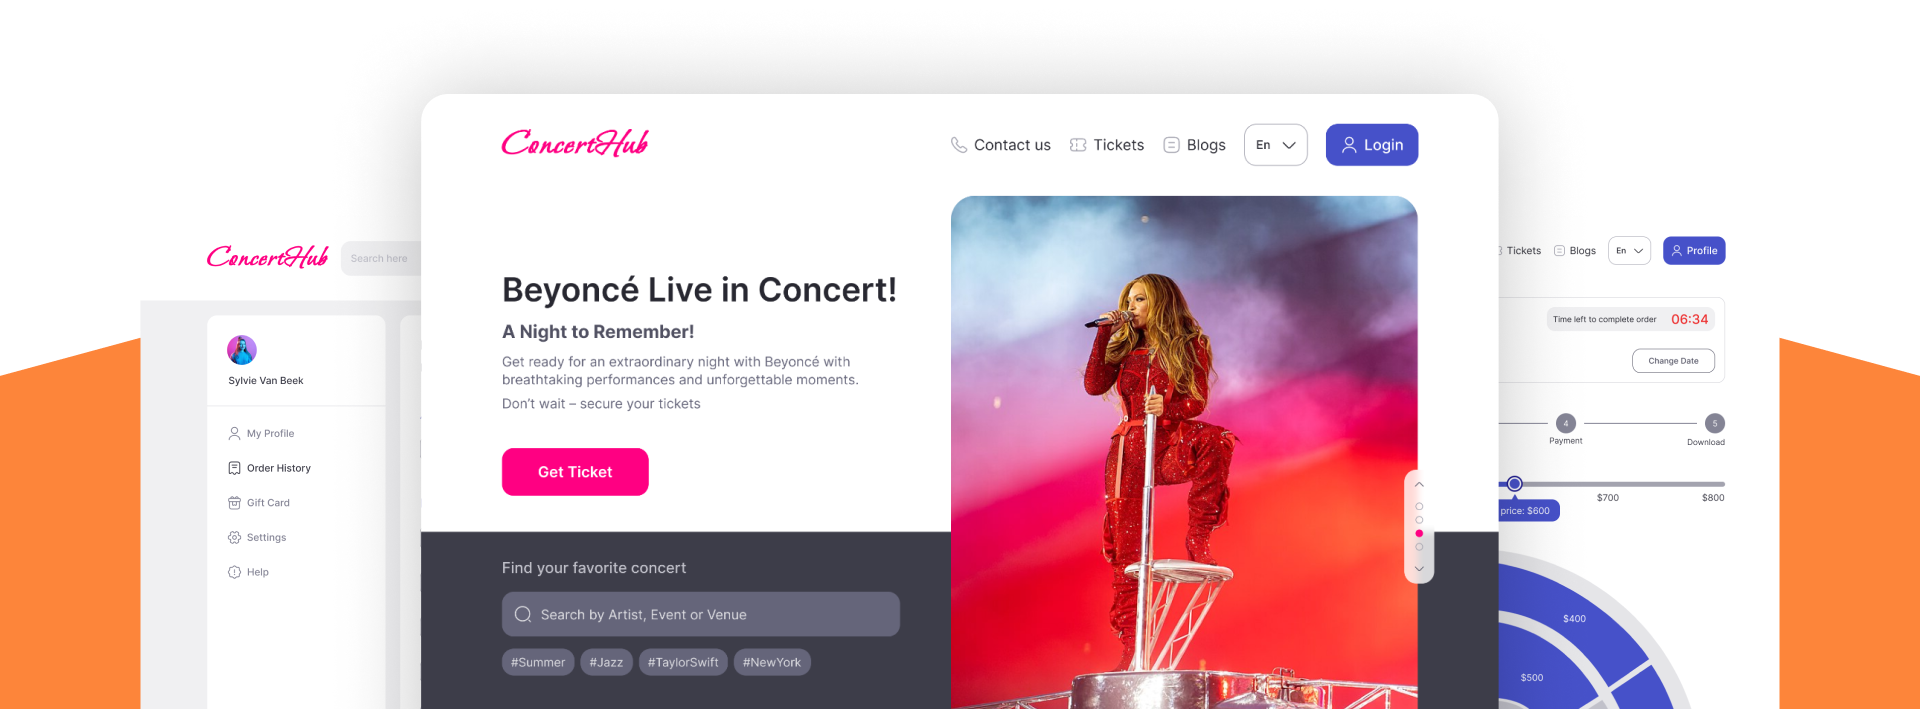 ConcertHub
Contact us
Tickets
Blogs
En
Login
Beyoncé Live in Concert!
A Night to Remember!
Get ready for an extraordinary night with Beyoncé with
breathtaking performances and unforgettable moments.
Don't wait – secure your tickets
Get Ticket
Find your favorite concert
Search by Artist, Event or Venue
#Summer
#Jazz
#TaylorSwift
#NewYork
ConcertHub
Search here
Sylvie Van Beek
My Profile
Order History
Gift Card
Settings
Help
Tickets
Blogs
En
Profile
Time left to complete order 06:34
Change Date
4
Payment
5
Download
$700
$800
price: $600
$400
$500